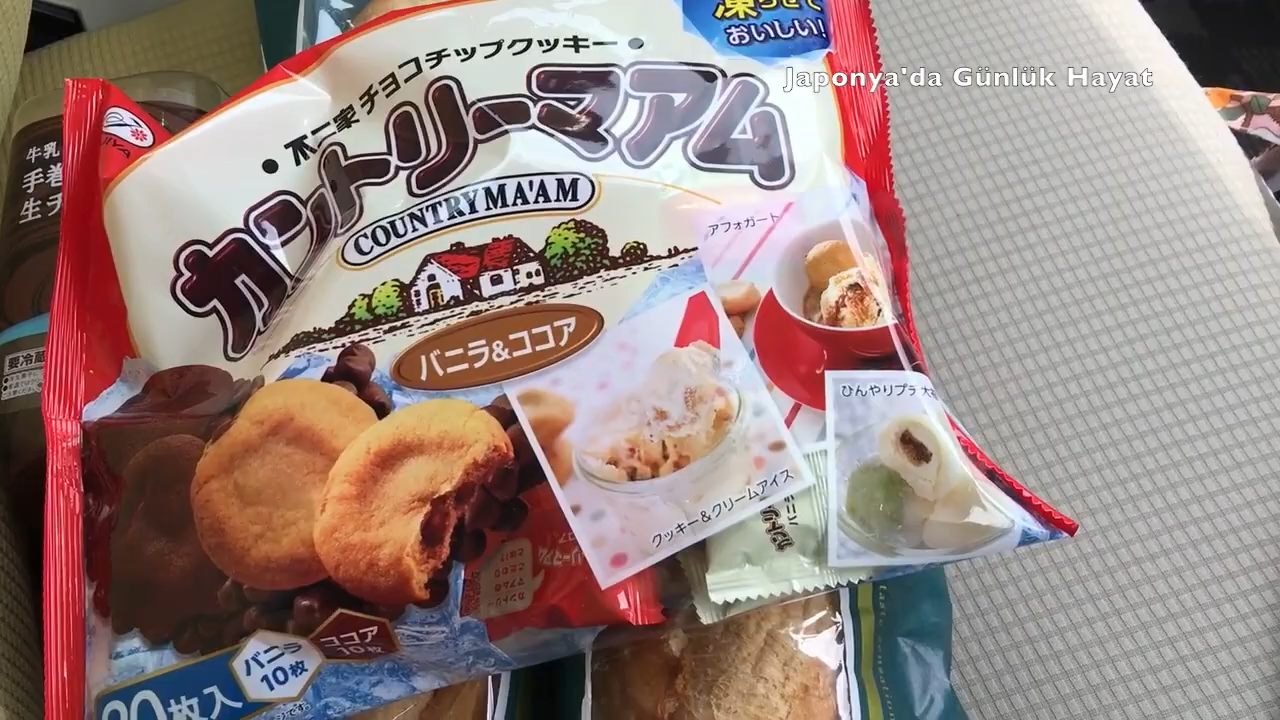 凍らせて
おいしい!
Japonya'da Günlük Hayat
不二家 チョコチップクッキー
カントリーマアム
COUNTRY MA'AM
バニラ&ココア
アフォガート
クッキー&クリームアイス
ひんやりプチ大福
バニラ
10枚
ココア
10枚
20枚入
牛乳
手巻
生
要冷蔵